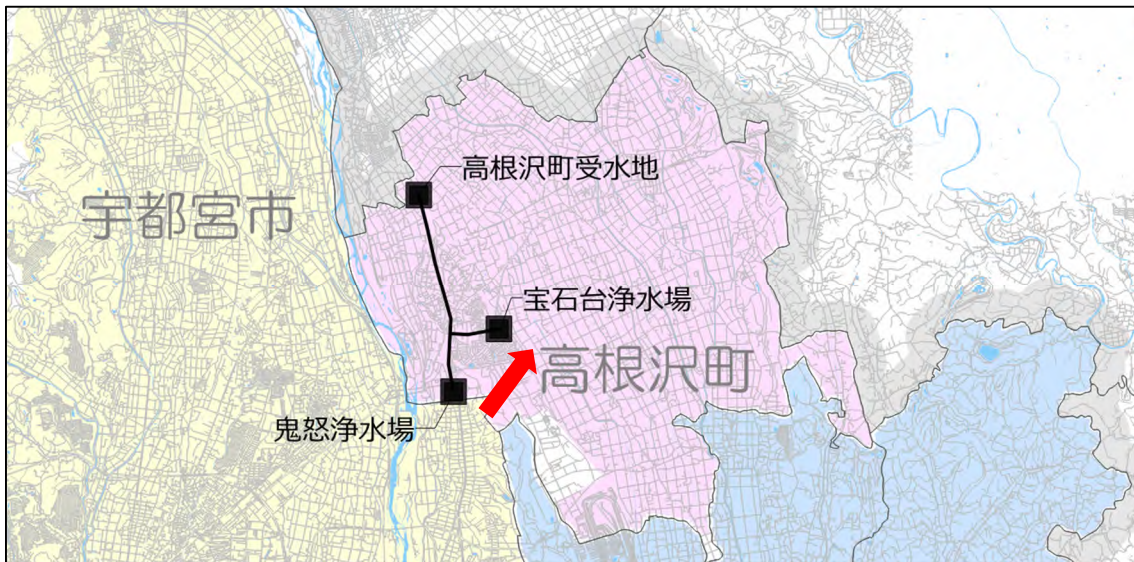 高根沢町受水地
宇都宮市
宝石台浄水場
高根沢町
鬼怒浄水場